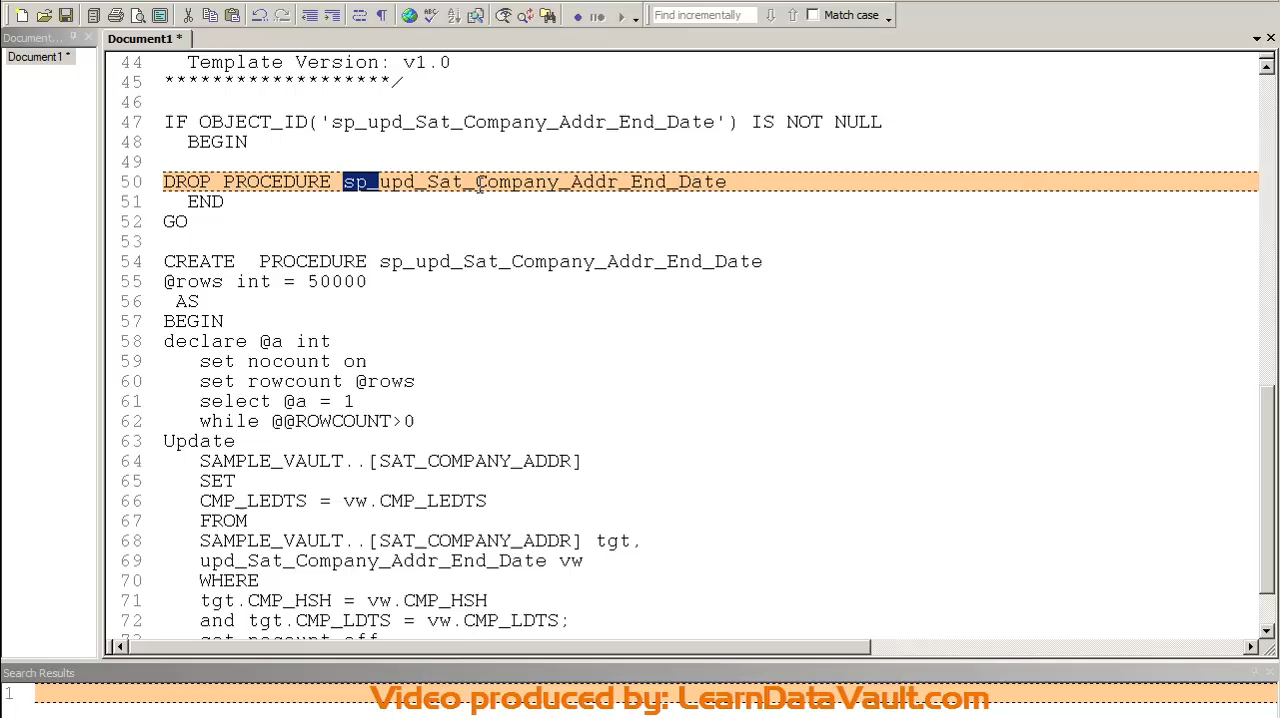 Find incrementally
Match case
Document...
Document1 *
Document1 *
44 Template Version: v1.0
45 *******************/
46
47 IF OBJECT_ID('sp_upd_Sat_Company_Addr_End_Date') IS NOT NULL
48 BEGIN
49
50 DROP PROCEDURE sp_upd_Sat_Company_Addr_End_Date
51 END
52 GO
53
54 CREATE  PROCEDURE sp_upd_Sat_Company_Addr_End_Date
55 @rows int = 50000
56 AS
57 BEGIN
58 declare @a int
59 set nocount on
60 set rowcount @rows
61 select @a = 1
62 while @@ROWCOUNT>0
63 Update
64 SAMPLE_VAULT..[SAT_COMPANY_ADDR]
65 SET
66 CMP_LEDTS = vw.CMP_LEDTS
67 FROM
68 SAMPLE_VAULT..[SAT_COMPANY_ADDR] tgt,
69 upd_Sat_Company_Addr_End_Date vw
70 WHERE
71 tgt.CMP_HSH = vw.CMP_HSH
72 and tgt.CMP_LDTS = vw.CMP_LDTS;
73 set nocount off
Search Results
1
Video produced by: LearnDataVault.com